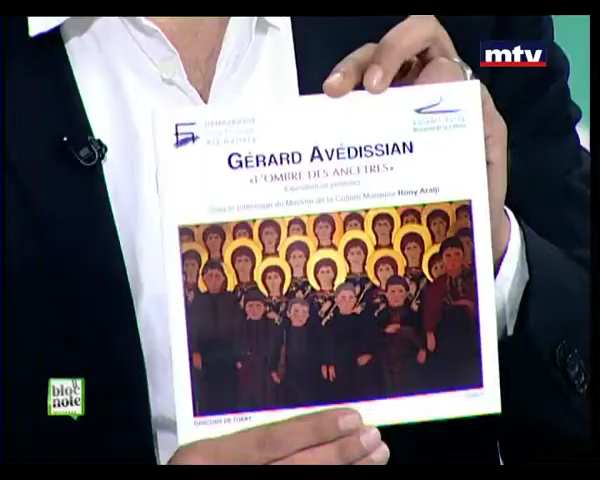 mtv
GÉRARD AVÉDISSIAN
«L'OMBRE DES ANCÊTRES»
Exposition de peintures
Sous le patronage du Ministre de la Culture Monsieur Rony Araiji
bloc
note